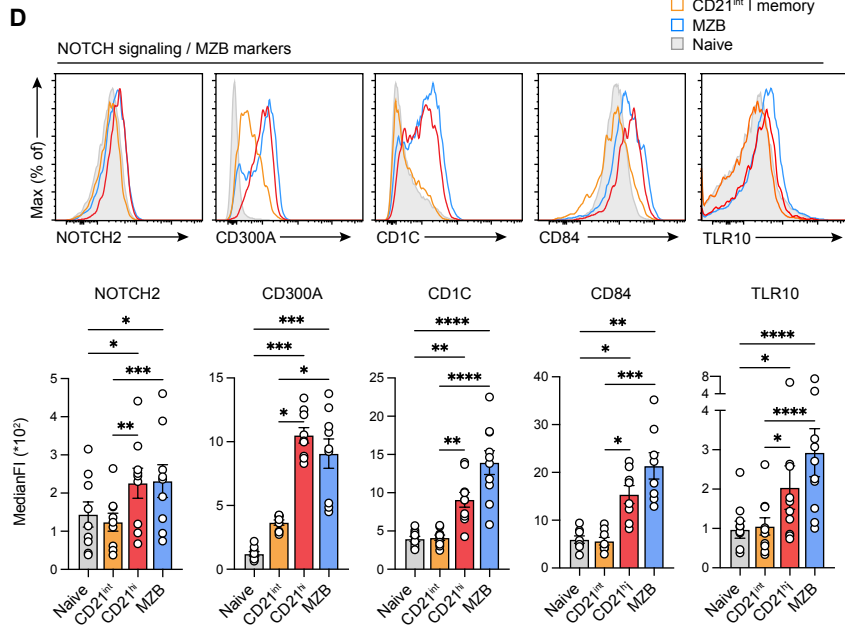 D
CD21int I memory
MZB
Naive
NOTCH signaling / MZB markers
Max (% of)
NOTCH2
CD300A
CD1C
CD84
TLR10
NOTCH2
CD300A
CD1C
CD84
TLR10
* *** **** ** ****
* *** ** * *
*** * **** *** ****
** * ** * *
MedianFI (*10²)
5
4
3
2
1
0
15
10
5
0
25
20
15
10
5
0
40
30
20
10
0
8
4
4
3
2
1
0
Naive CD21int CD21hi MZB
Naive CD21int CD21hi MZB
Naive CD21int CD21hi MZB
Naive CD21int CD21hi MZB
Naive CD21int CD21hi MZB